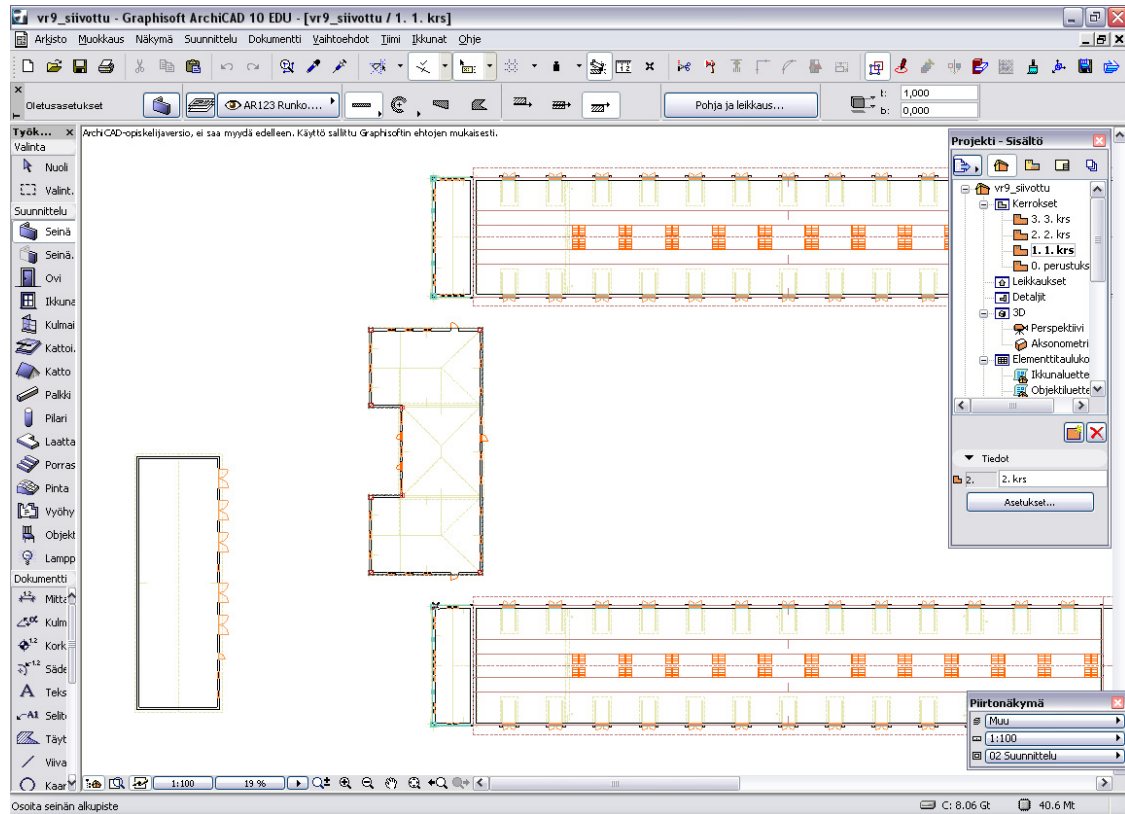 vr9_siivottu - Graphisoft ArchiCAD 10 EDU - [vr9_siivottu / 1. 1. krs]
Arkisto Muokkaus Näkymä Suunnittelu Dokumentti Vaihtoehdot Tiimi Ikkunat Ohje
Oletusasetukset
AR123 Runko....
Pohja ja leikkaus...
t: 1,000
b: 0,000
Työk...
ArchiCAD-opiskelijaversio, ei saa myydä edelleen. Käyttö sallittu Graphisoftin ehtojen mukaisesti.
Valinta
Nuoli
Valint.
Suunnittelu
Seinä
Seinä.
Ovi
Ikkuna
Kulmai
Kattoi.
Katto
Palkki
Pilari
Laatta
Porras
Pinta
Vyöhy
Objekt
Lampp
Dokumentti
Mitta
Kulm
Kork
Säde
Teks
Selit
Täyt
Viiva
Kaar
Projekti - Sisältö
vr9_siivottu
Kerrokset
3. 3. krs
2. 2. krs
1. 1. krs
0. perustuks
Leikkaukset
Detaljit
3D
Perspektiivi
Aksonometri
Elementtitauluko
Ikkunaluette
Objektiluette
Tiedot
2. 2. krs
Asetukset...
Piirtonäkymä
Muu
1:100
02 Suunnittelu
1:100 19 %
Osoita seinän alkupiste
C: 8.06 Gt 40.6 Mt